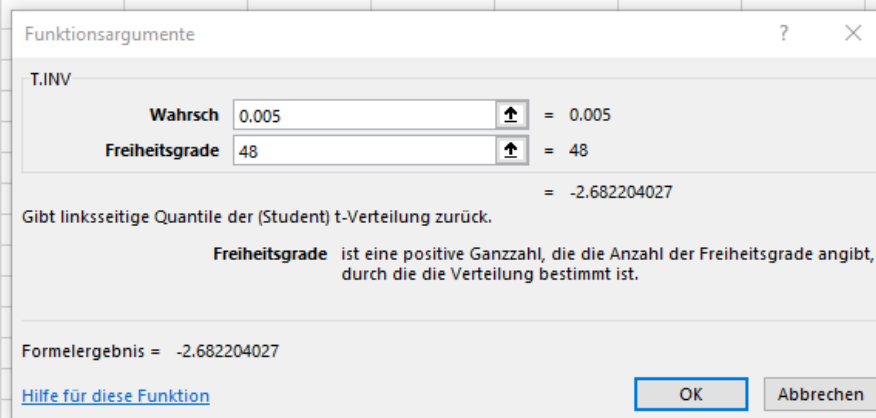 Funktionsargumente ? ×
T.INV
Wahrsch 0.005 = 0.005
Freiheitsgrade 48 = 48
= -2.682204027
Gibt linksseitige Quantile der (Student) t-Verteilung zurück.
Freiheitsgrade ist eine positive Ganzzahl, die die Anzahl der Freiheitsgrade angibt,
durch die die Verteilung bestimmt ist.
Formelergebnis = -2.682204027
Hilfe für diese Funktion OK Abbrechen